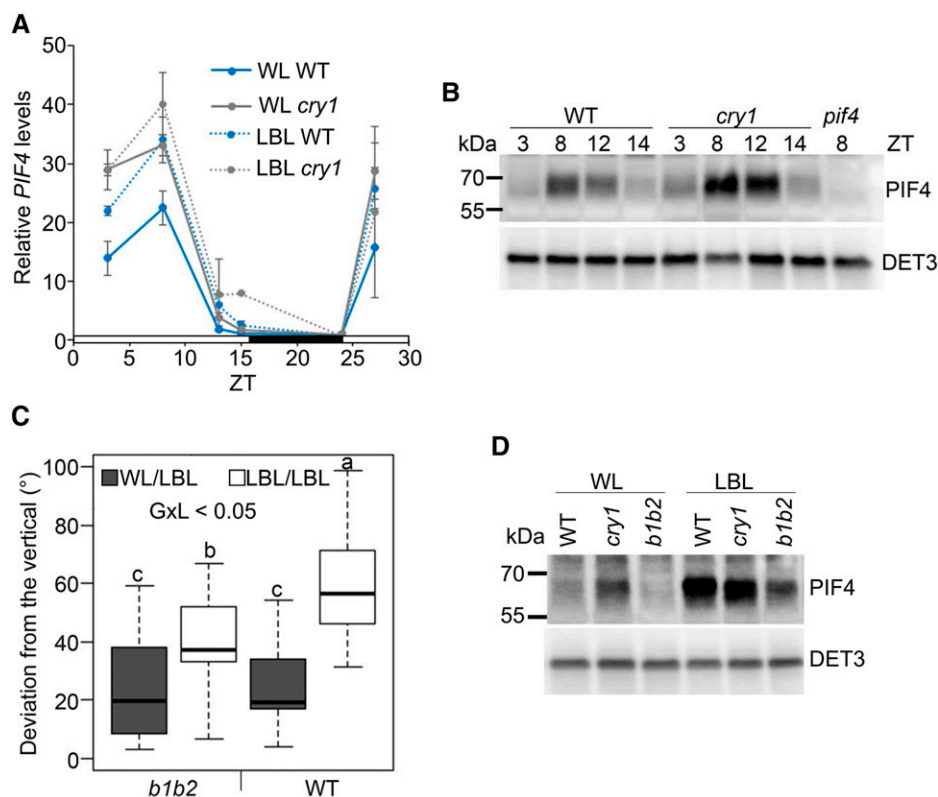 A
50
40
30
20
10
0
Relative PIF4 levels
WL WT
WL cry1
LBL WT
LBL cry1
0 5 10 15 20 25 30
ZT
B
WT cry1 pif4
kDa 3 8 12 14 3 8 12 14 8 ZT
70
PIF4
55
DET3
C
100
80
60
40
20
0
Deviation from the vertical (°)
WL/LBL LBL/LBL
GxL < 0.05
c b c a
b1b2 WT
D
WL LBL
kDa WT cry1 b1b2 WT cry1 b1b2
70
PIF4
55
DET3